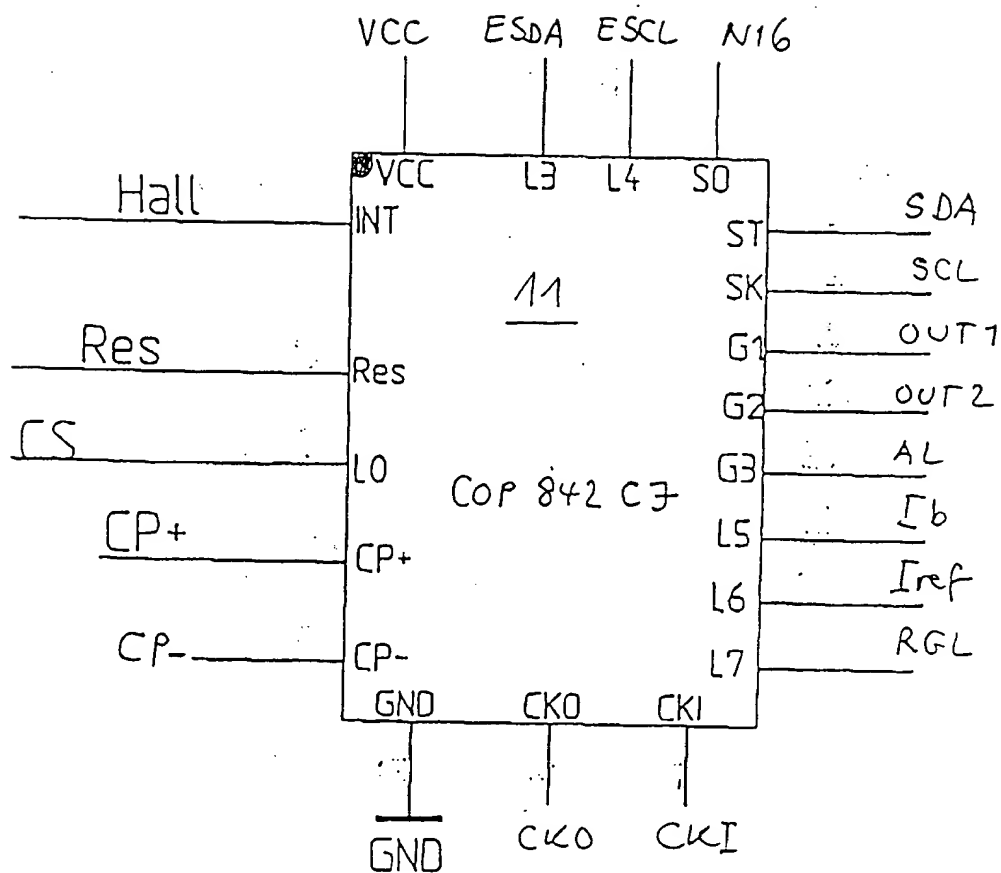 VCC ESDA ESCL N16
VCC L3 L4 SO
Hall INT
ST SDA
SK SCL
11
G1 OUT1
Res Res
G2 OUT2
CS LO
G3 AL
COP 842 CJ
L5 Ib
CP+ CP+
L6 Iref
CP- CP-
L7 RGL
GND CKO CKI
GND CKO CKI